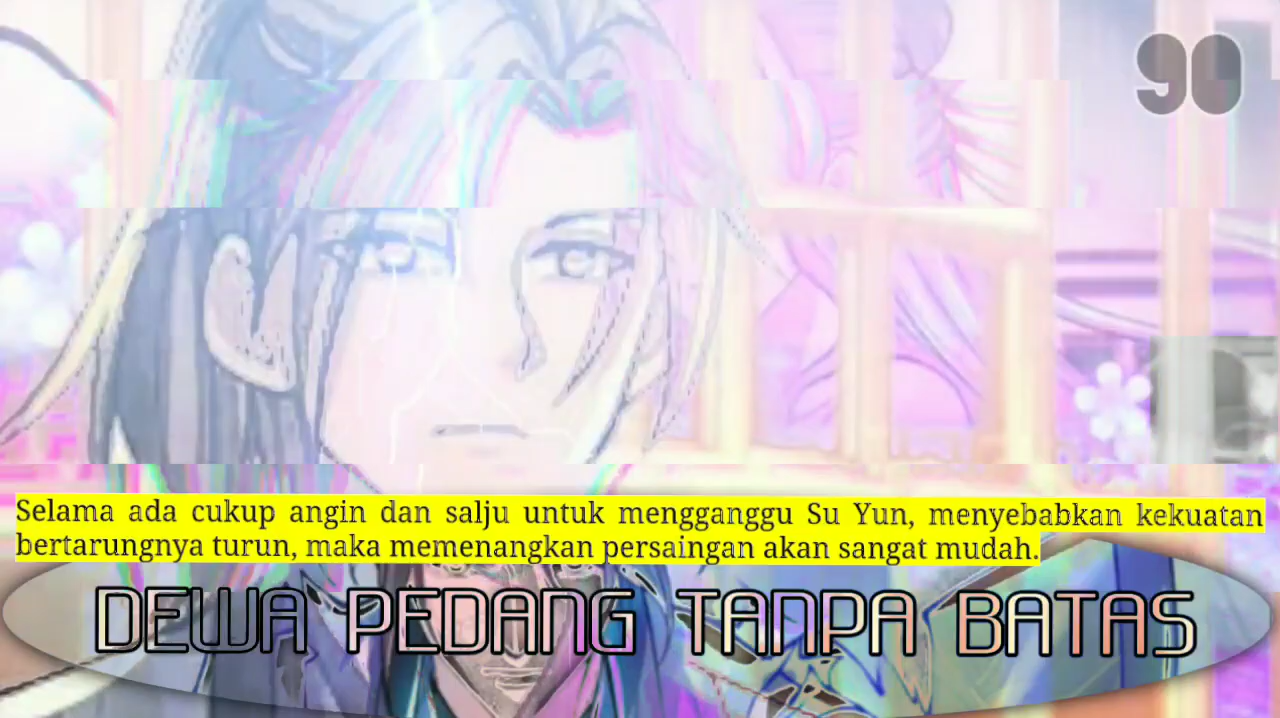 90
Selama ada cukup angin dan salju untuk mengganggu Su Yun, menyebabkan kekuatan
bertarungnya turun, maka memenangkan persaingan akan sangat mudah.
DEWA PEDANG TANPA BATAS